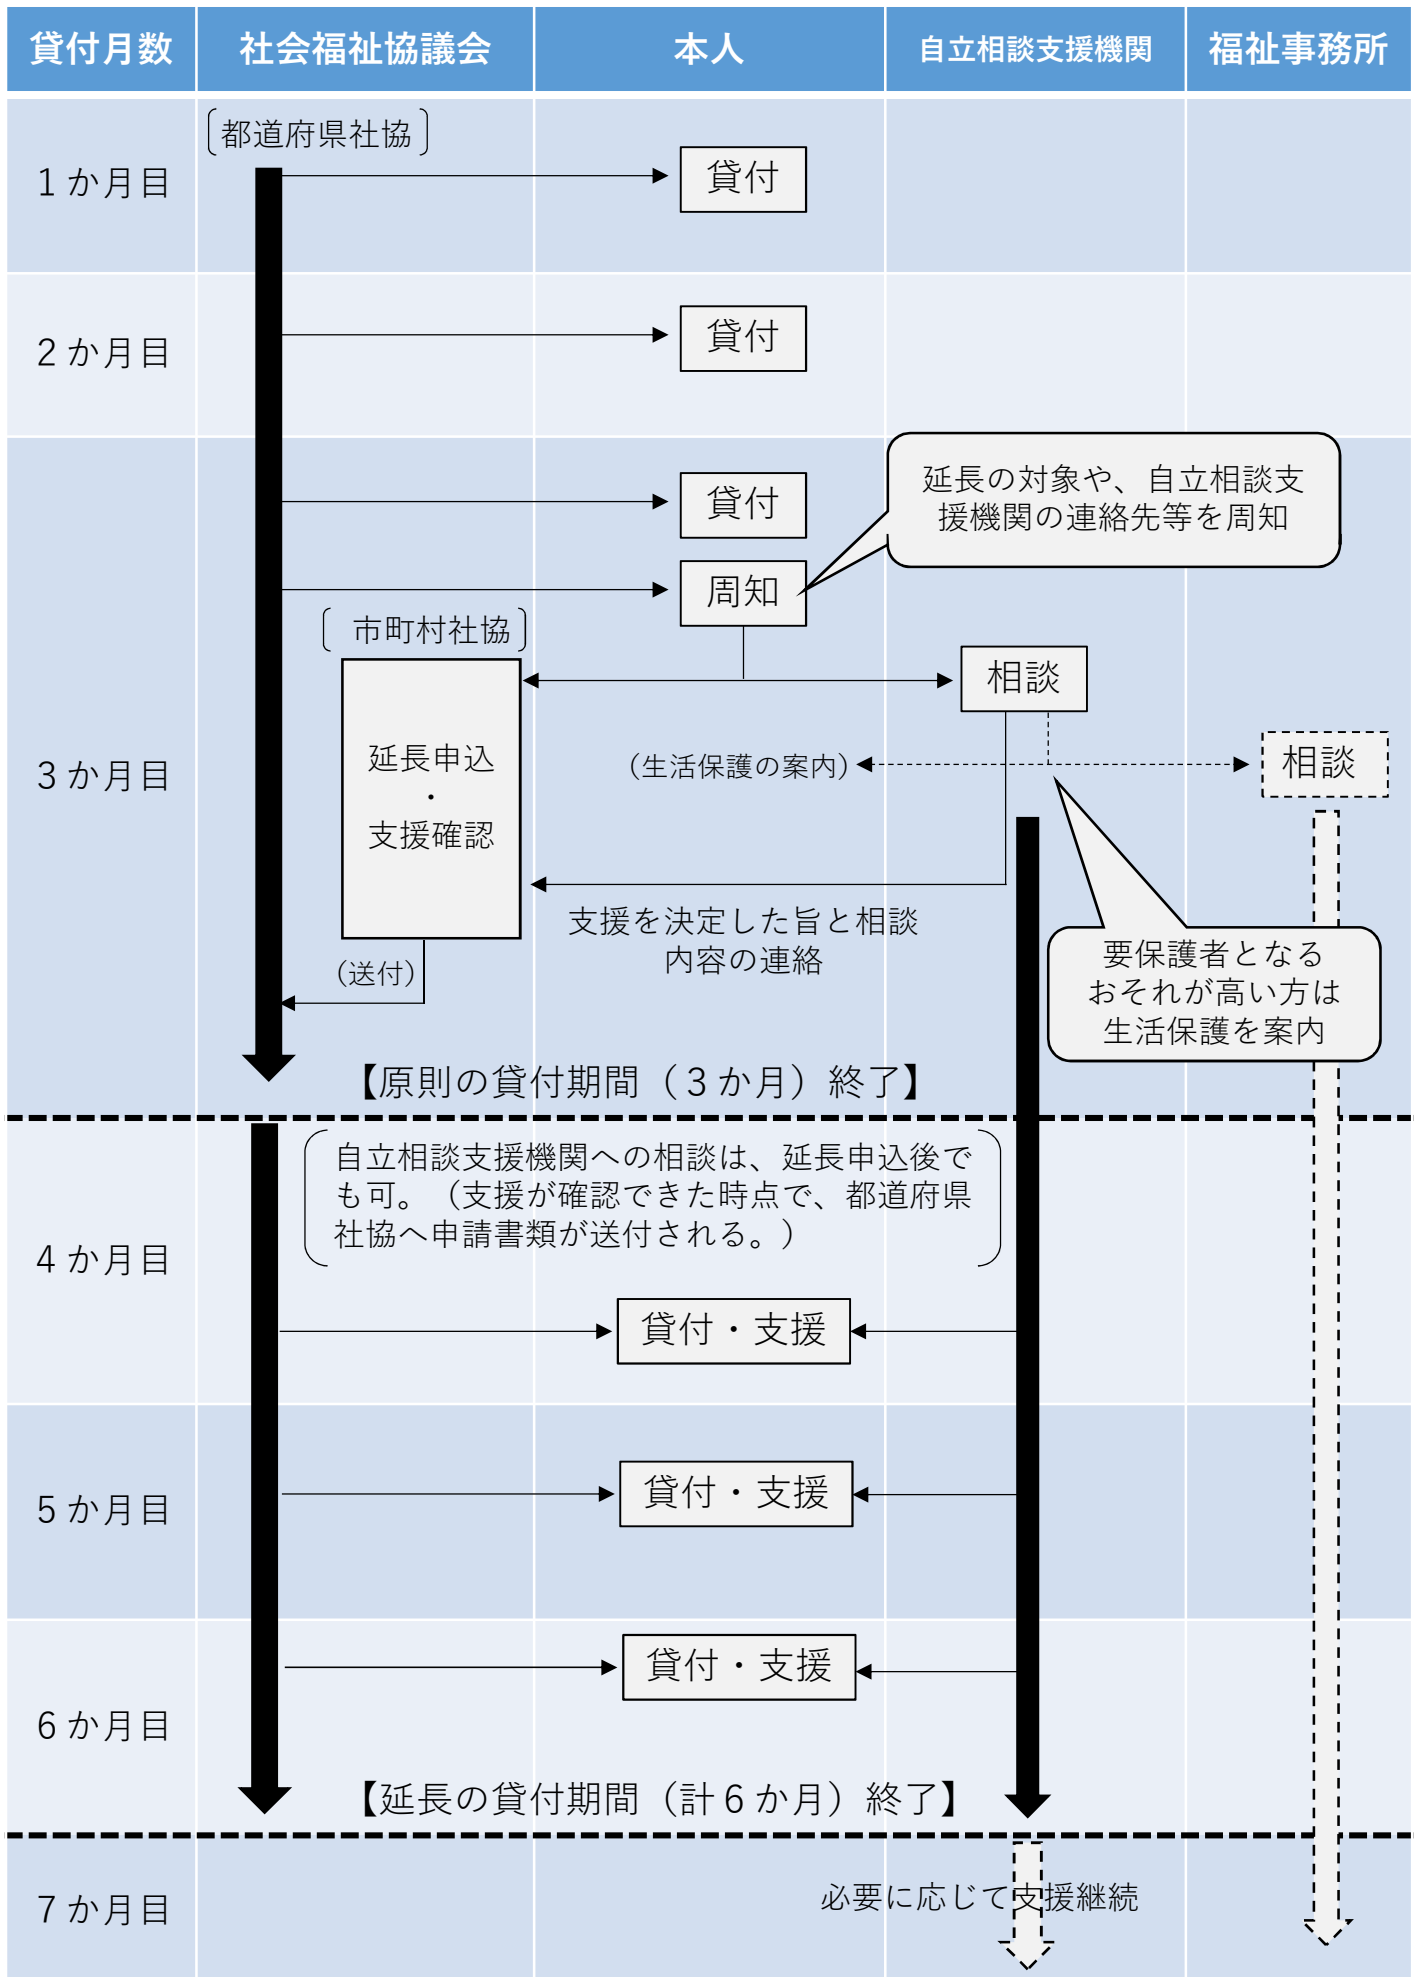 貸付月数
社会福祉協議会
本人
自立相談支援機関
福祉事務所
1か月目
〔都道府県社協〕
貸付
2か月目
貸付
3か月目
貸付
延長の対象や、自立相談支
援機関の連絡先等を周知
周知
〔 市町村社協〕
相談
延長申込
・
支援確認
（生活保護の案内）
相談
支援を決定した旨と相談
内容の連絡
（送付）
要保護者となる
おそれが高い方は
生活保護を案内
【原則の貸付期間（3か月）終了】
4か月目
自立相談支援機関への相談は、延長申込後で
も可。（支援が確認できた時点で、都道府県
社協へ申請書類が送付される。）
貸付・支援
5か月目
貸付・支援
6か月目
貸付・支援
【延長の貸付期間（計6か月）終了】
7か月目
必要に応じて支援継続